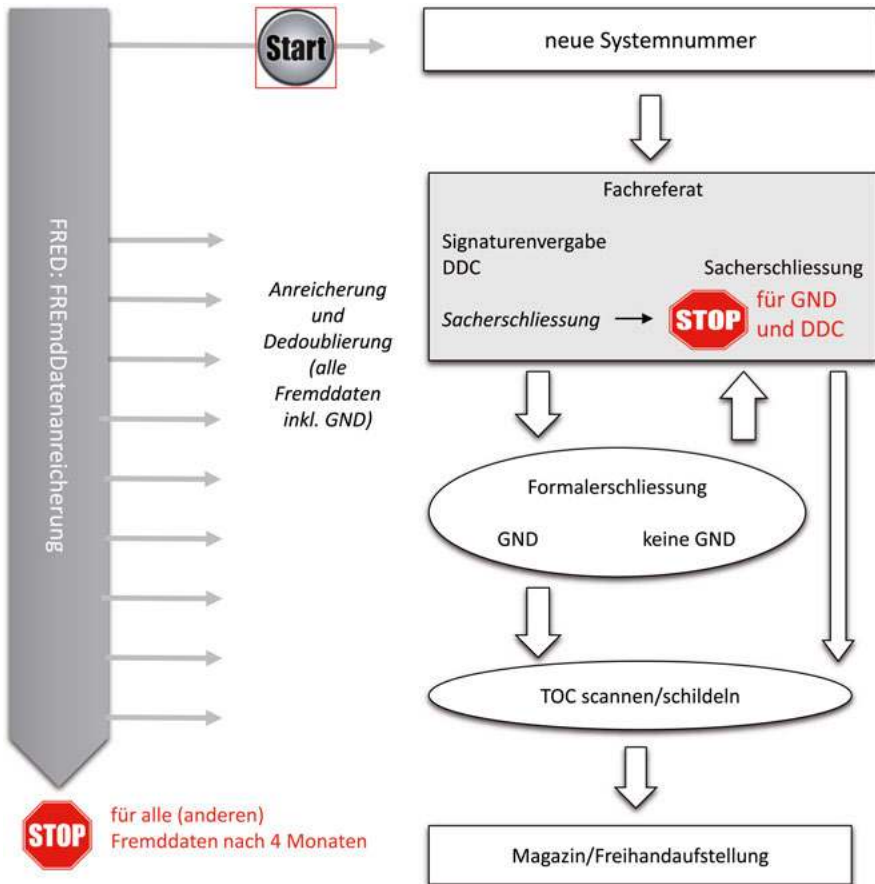 Start
neue Systemnummer
FRED: FREmdDatenanreicherung
Anreicherung
und
Dedoublierung
(alle
Fremddaten
inkl. GND)
Fachreferat
Signaturenvergabe
DDC
Sacherschliessung
Sacherschliessung
STOP
für GND
und DDC
Formalerschliessung
GND
keine GND
TOC scannen/schildeln
STOP
für alle (anderen)
Fremddaten nach 4 Monaten
Magazin/Freihandaufstellung